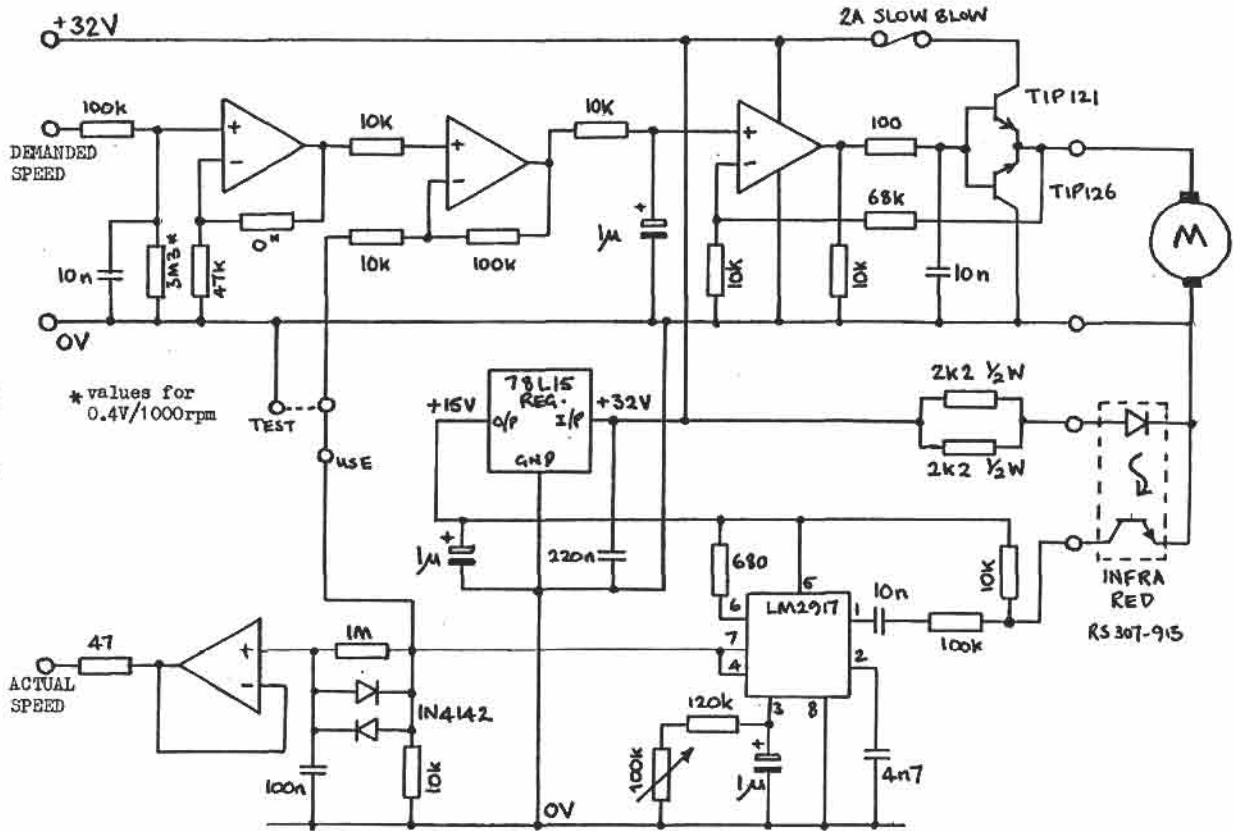 +32V
2A SLOW BLOW
TIP121
100k
DEMANDED
SPEED
+
-
10K
+
-
10K
+
-
100
TIP126
68k
M
0*
10n
3M3*
47K
10k
100k
+
1µ
10k
10k
10n
0V
* values for
0.4V/1000rpm
TEST
USE
+15V
78L15
REG.
O/P
I/P
GND
+32V
2K2 ½W
2K2 ½W
+
1µ
220n
680
5
6
7
4
LM2917
1
2
3
8
10n
100k
10k
INFRA
RED
RS 307-915
47
ACTUAL
SPEED
+
-
1M
1N4142
100n
10k
120k
100k
+
1µ
4n7
0V